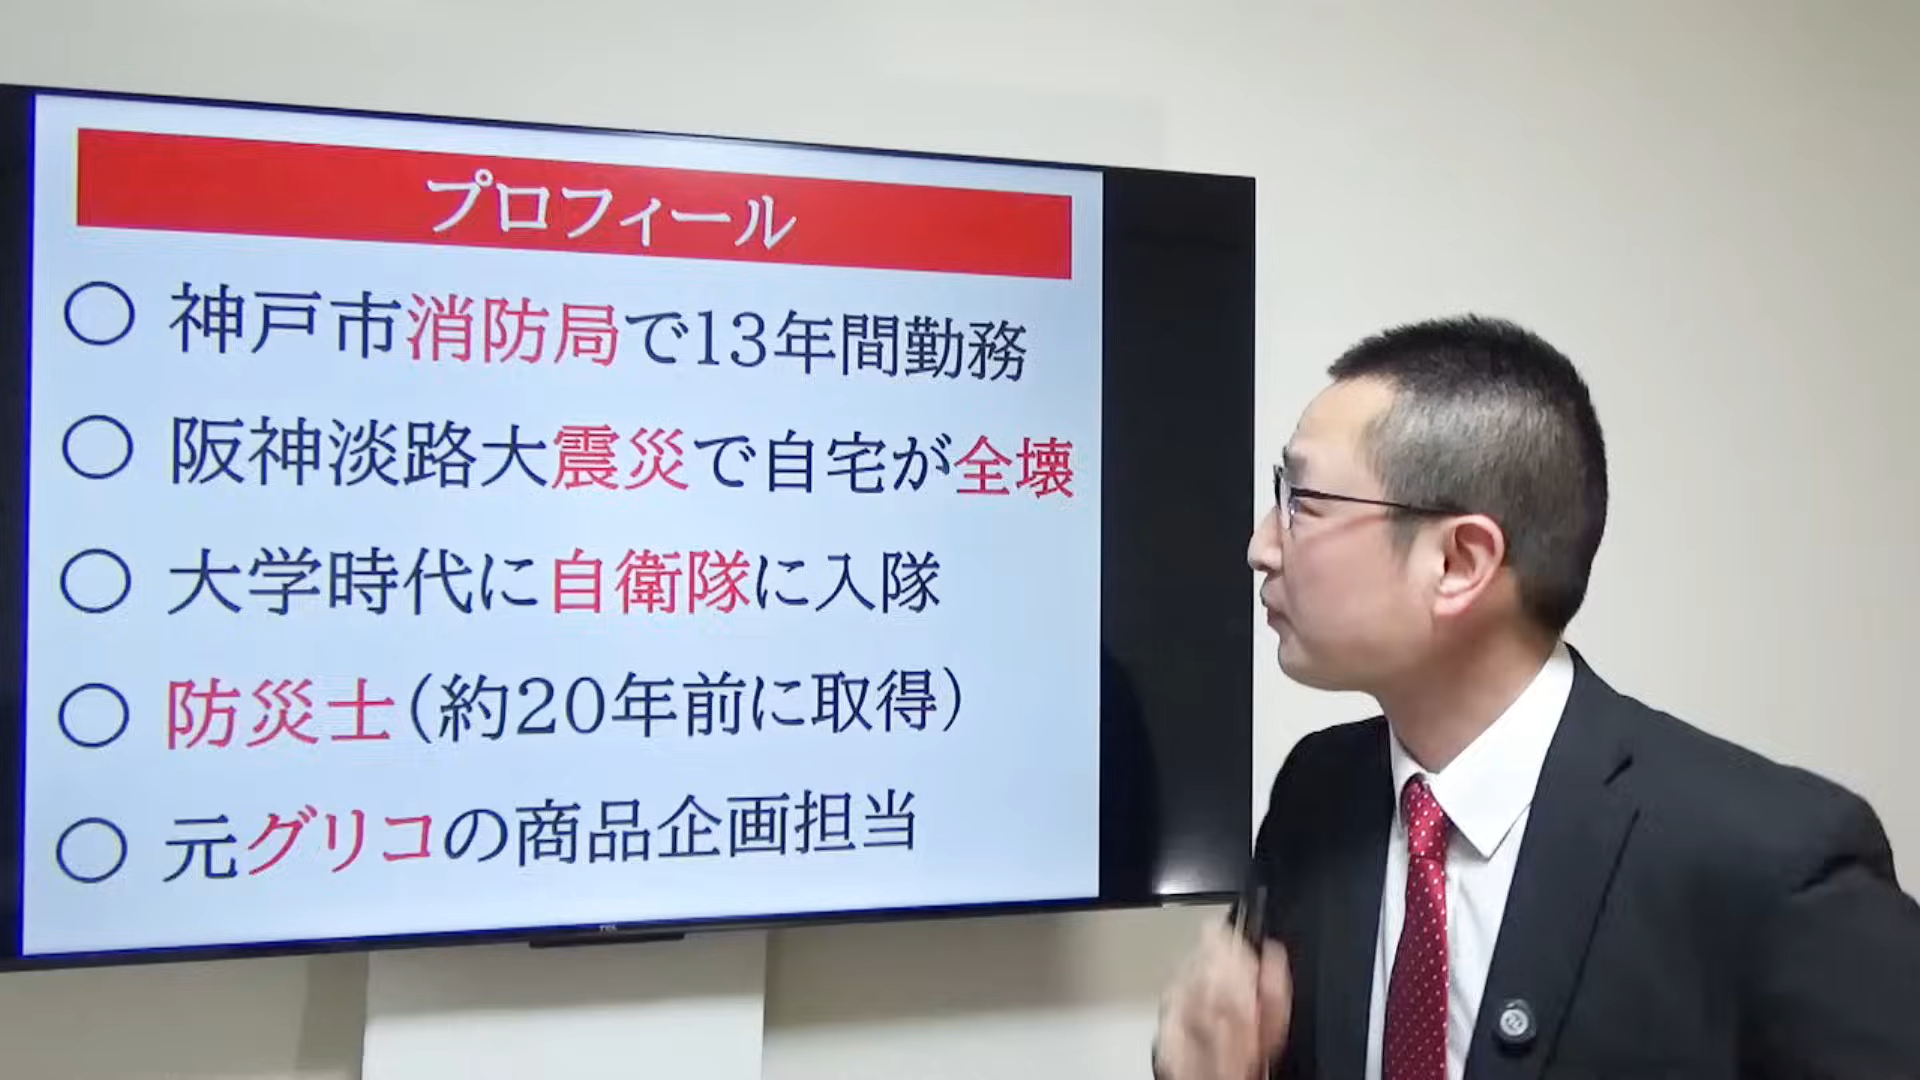 プロフィール
○ 神戸市消防局で13年間勤務
○ 阪神淡路大震災で自宅が全壊
○ 大学時代に自衛隊に入隊
○ 防災士(約20年前に取得)
○ 元グリコの商品企画担当